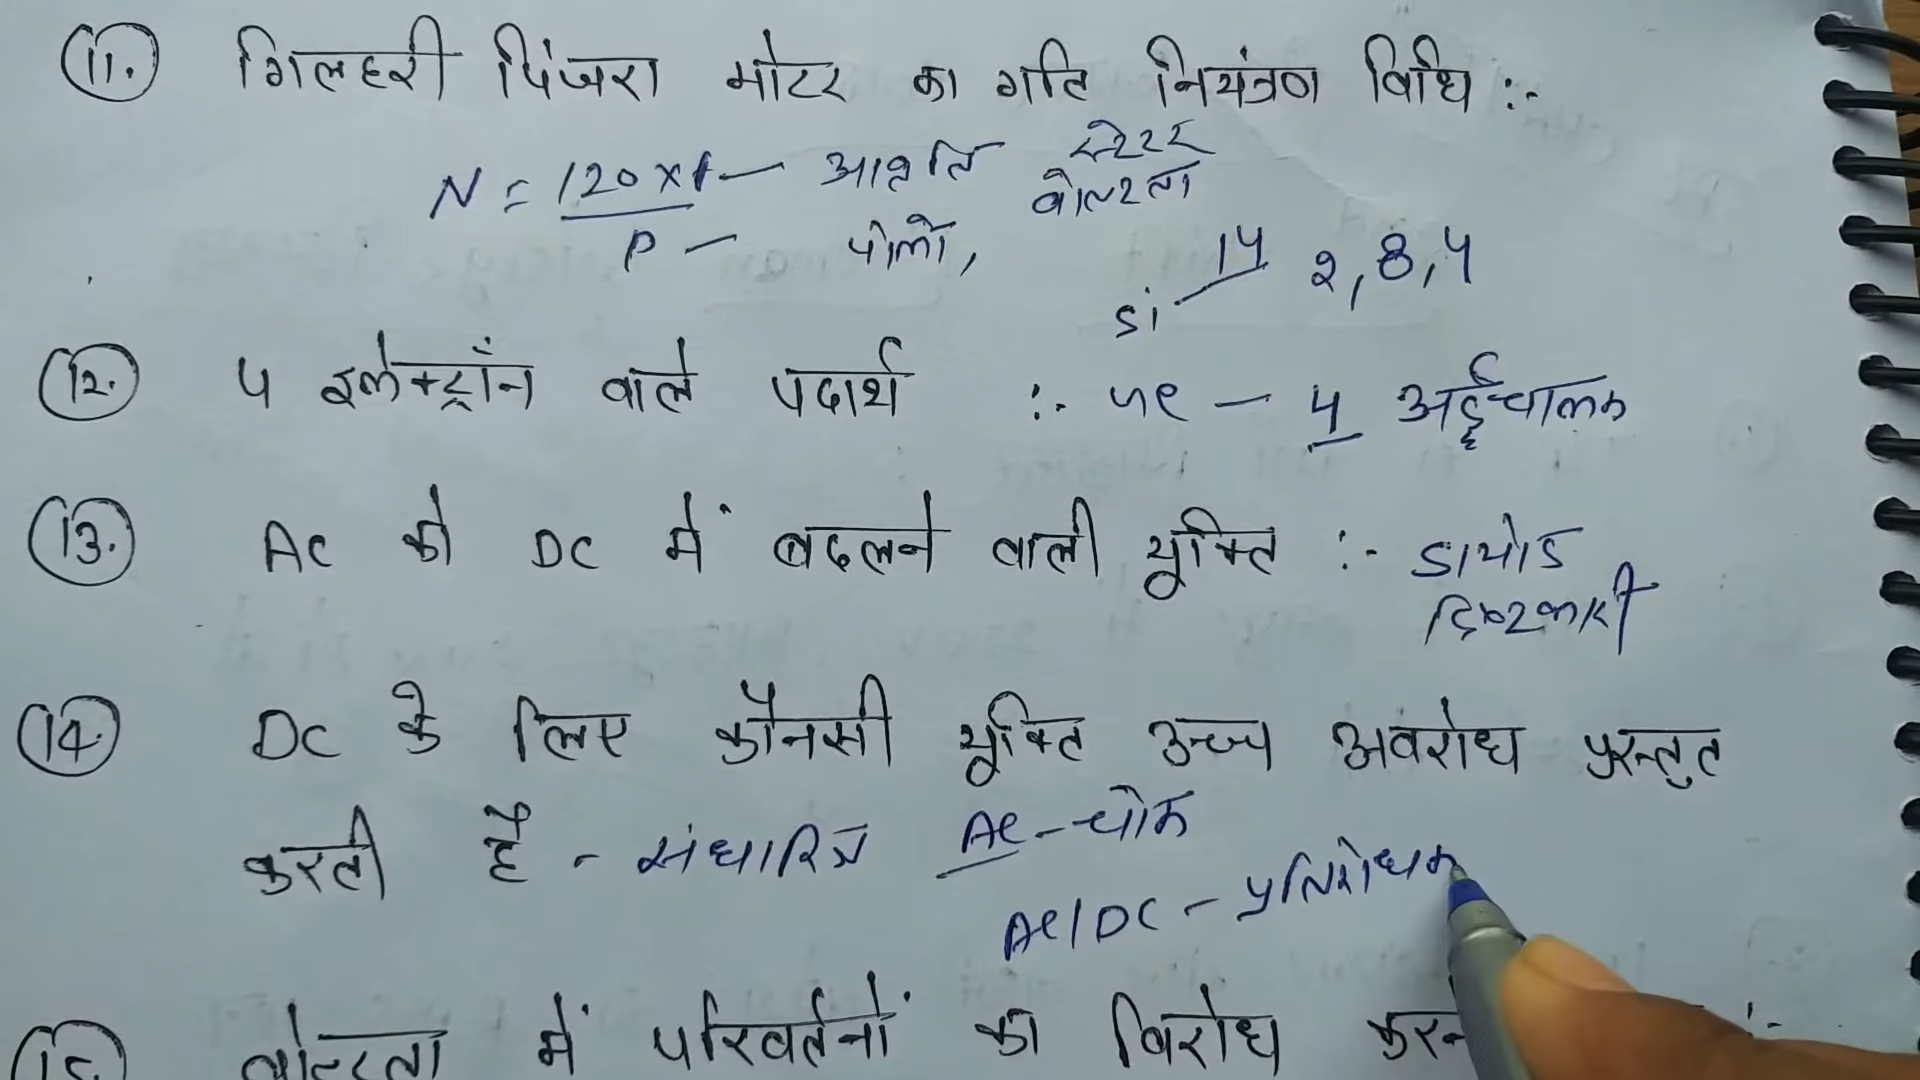 11. गिलहरी पिंजरा मोटर का गति नियंत्रण विधि :-
N = 120 x f — आवृति स्टेटर
P — पोलों, वोल्टता
Si 14 2, 8, 4
12. 4 इलेक्ट्रॉन वाले पदार्थ :- Ge - 4 अर्द्धचालक
13. AC को DC में बदलने वाली यूक्ति :- डायोड
दिष्टकारी
14. DC के लिए कौनसी यूक्ति उच्च अवरोध प्रस्तुत
करती है - संधारित्र AC - चोक
AC/DC - प्रतिरोधक
15. वोल्टता में परिवर्तनों का विरोध :-